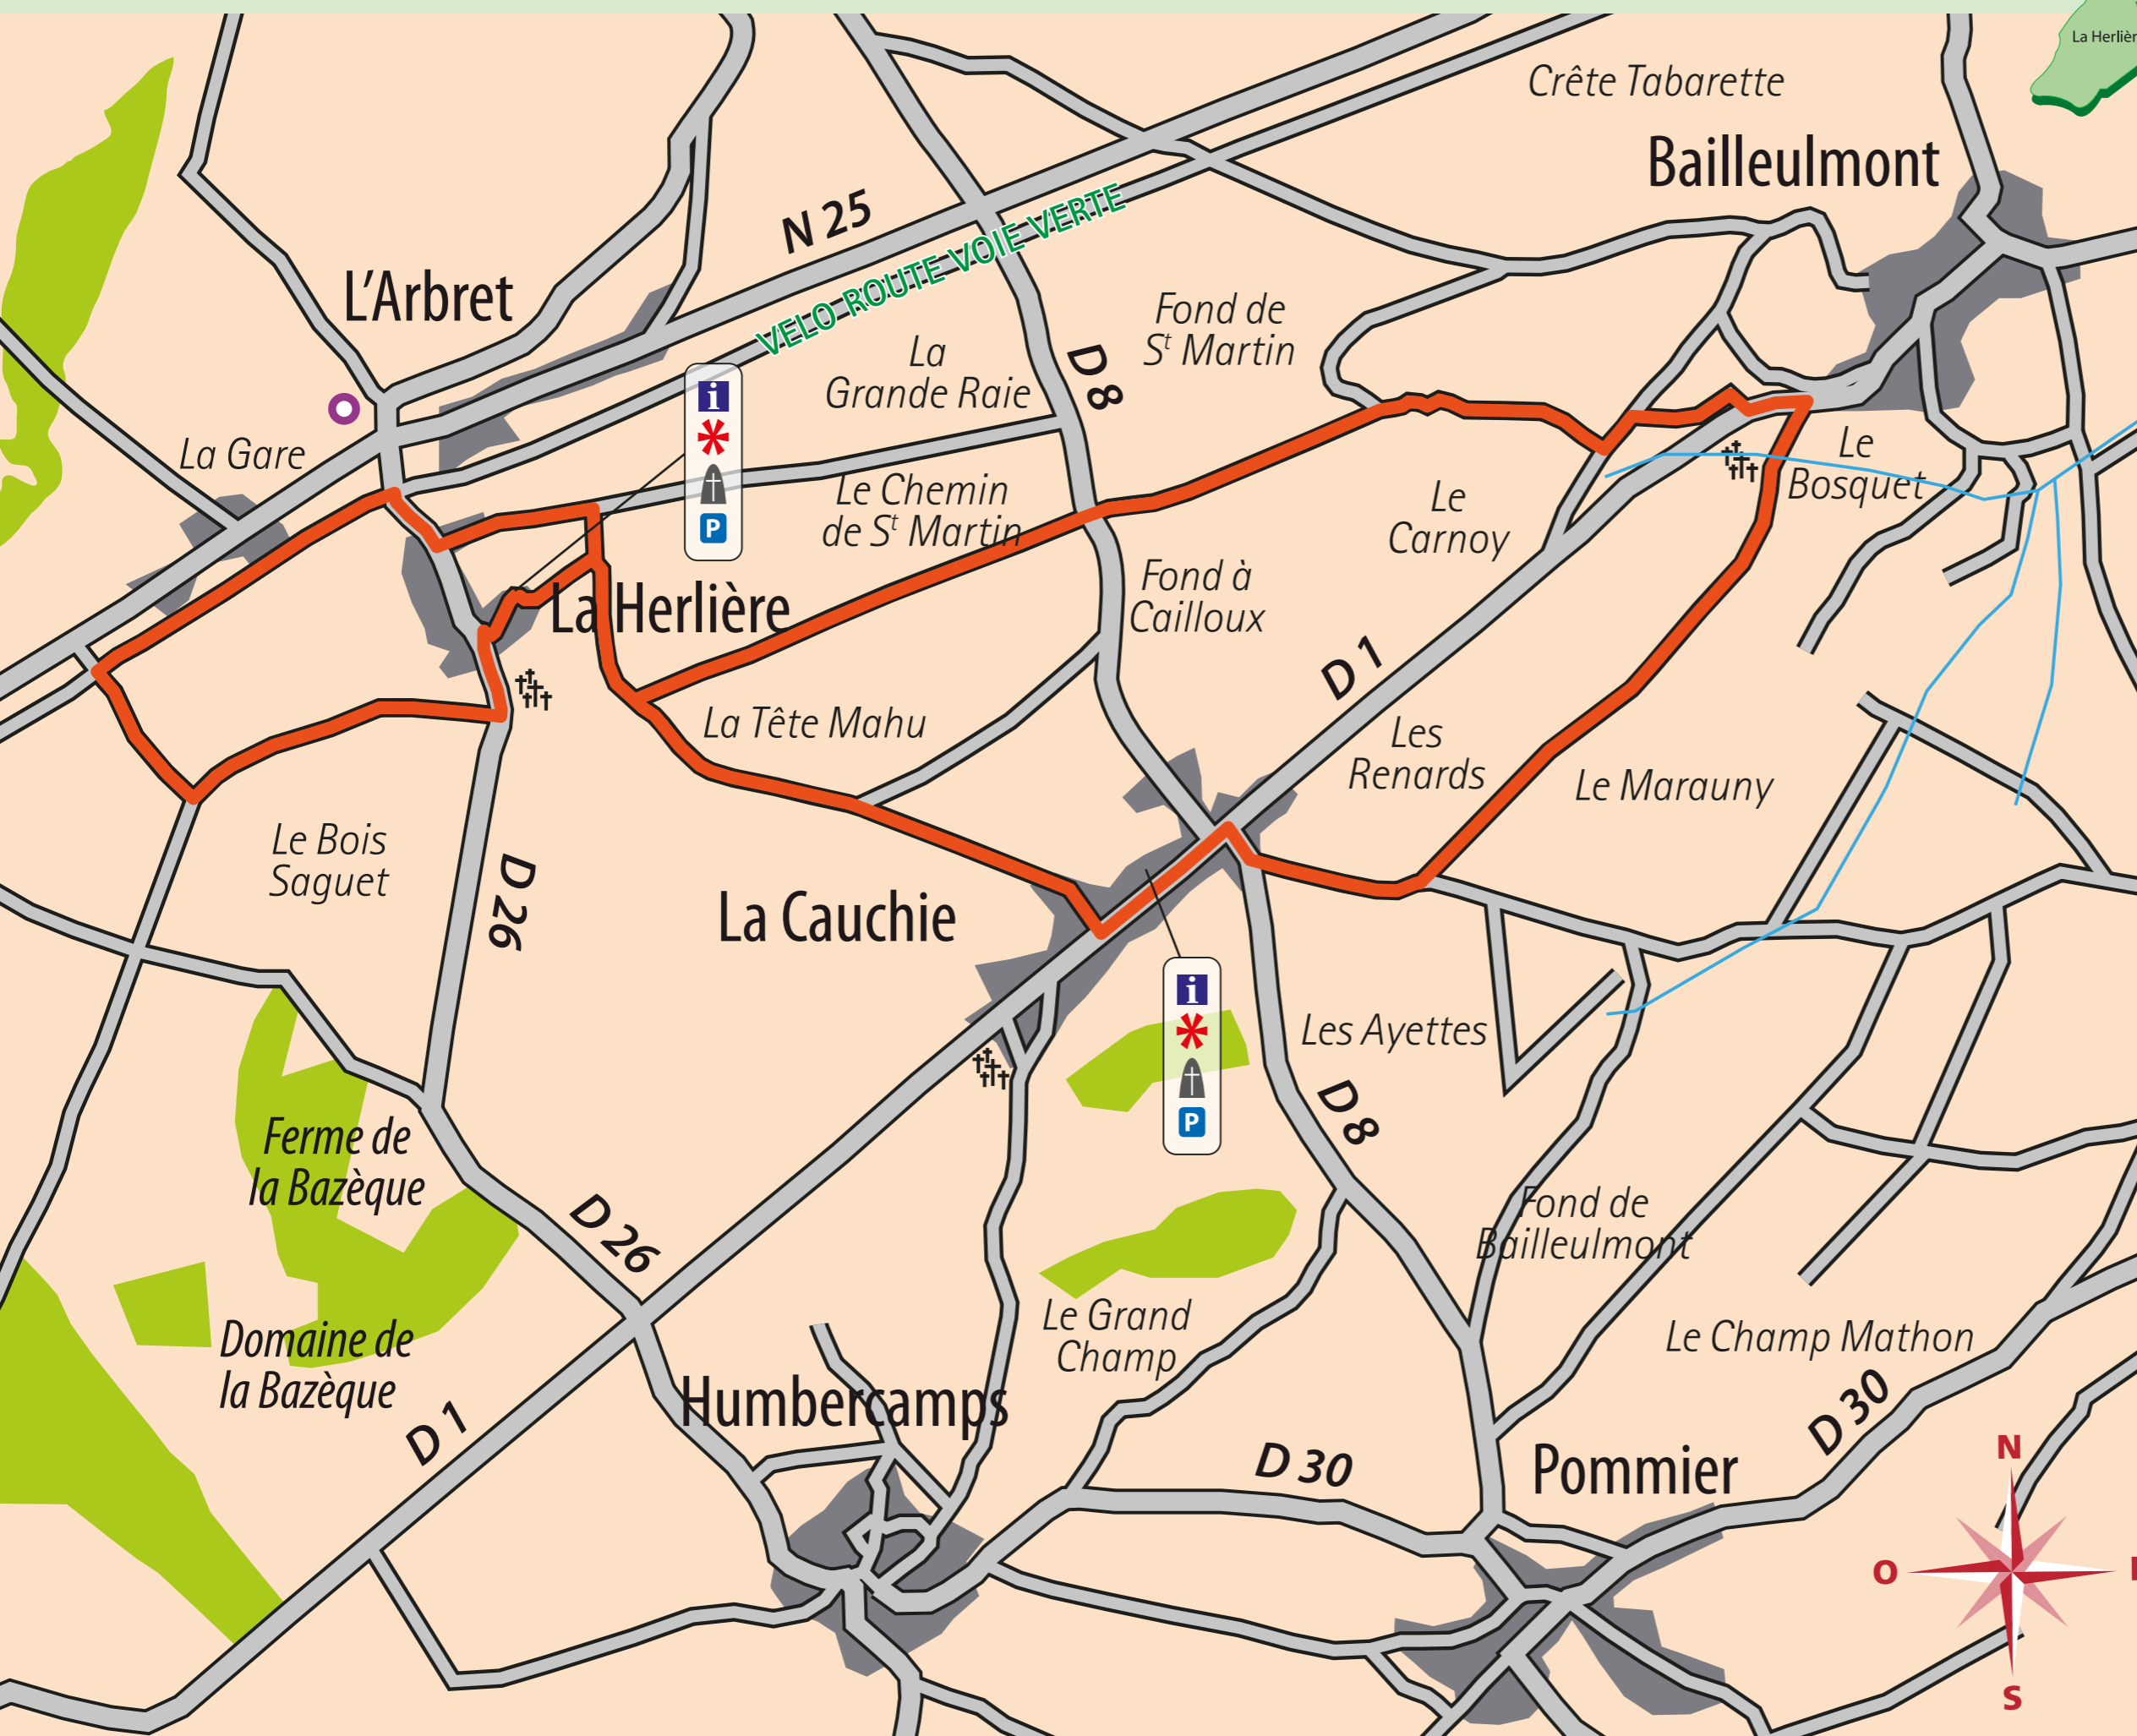 La Herlièr
Crête Tabarette
Bailleulmont
N 25
VELO ROUTE VOIE VERTE
L'Arbret
Fond de
St Martin
La
Grande Raie
D 8
i
P
La Gare
Le Chemin
de St Martin
Le
Carnoy
Le
Bosquet
La Herlière
Fond à
Cailloux
D 1
La Tête Mahu
Les
Renards
Le Marauny
Le Bois
Saguet
D 26
La Cauchie
i
P
Les Ayettes
D 8
Ferme de
la Bazèque
D 26
Fond de
Bailleulmont
Domaine de
la Bazèque
D 1
Le Grand
Champ
Le Champ Mathon
Humbercamps
D 30
D 30
Pommier
N
O
S